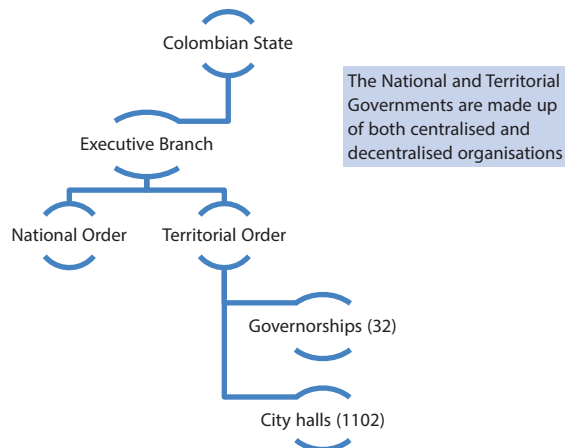 Colombian State
The National and Territorial
Governments are made up
of both centralised and
decentralised organisations
Executive Branch
National Order
Territorial Order
Governorships (32)
City halls (1102)